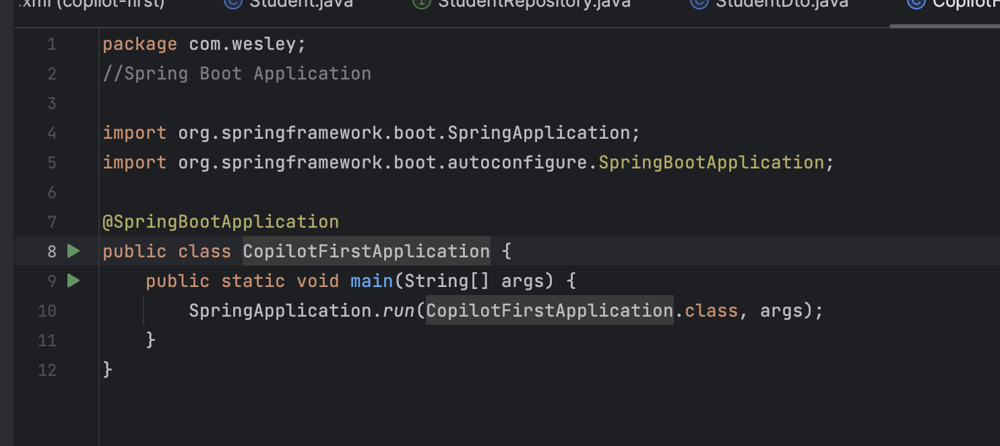 .xml (copilot-first) Student.java StudentRepository.java StudentDto.java
1 package com.wesley;
2 //Spring Boot Application
3
4 import org.springframework.boot.SpringApplication;
5 import org.springframework.boot.autoconfigure.SpringBootApplication;
6
7 @SpringBootApplication
8 public class CopilotFirstApplication {
9 public static void main(String[] args) {
10 SpringApplication.run(CopilotFirstApplication.class, args);
11 }
12 }